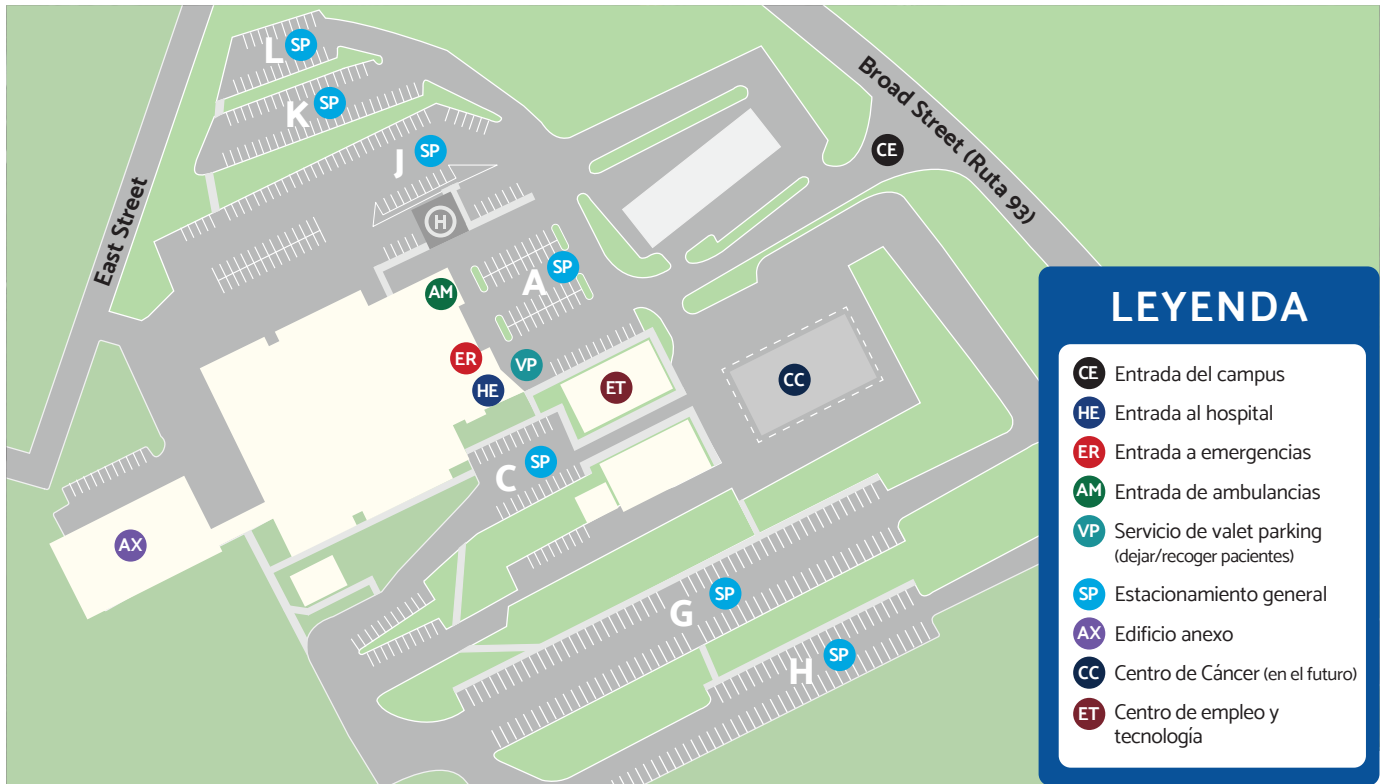 L
SP
K
SP
J
SP
H
East Street
Broad Street (Ruta 93)
CE
A
SP
AM
ER
VP
HE
ET
CC
C
SP
AX
G
SP
H
SP
LEYENDA
CE Entrada del campus
HE Entrada al hospital
ER Entrada a emergencias
AM Entrada de ambulancias
VP Servicio de valet parking
(dejar/recoger pacientes)
SP Estacionamiento general
AX Edificio anexo
CC Centro de Cáncer (en el futuro)
ET Centro de empleo y
tecnología